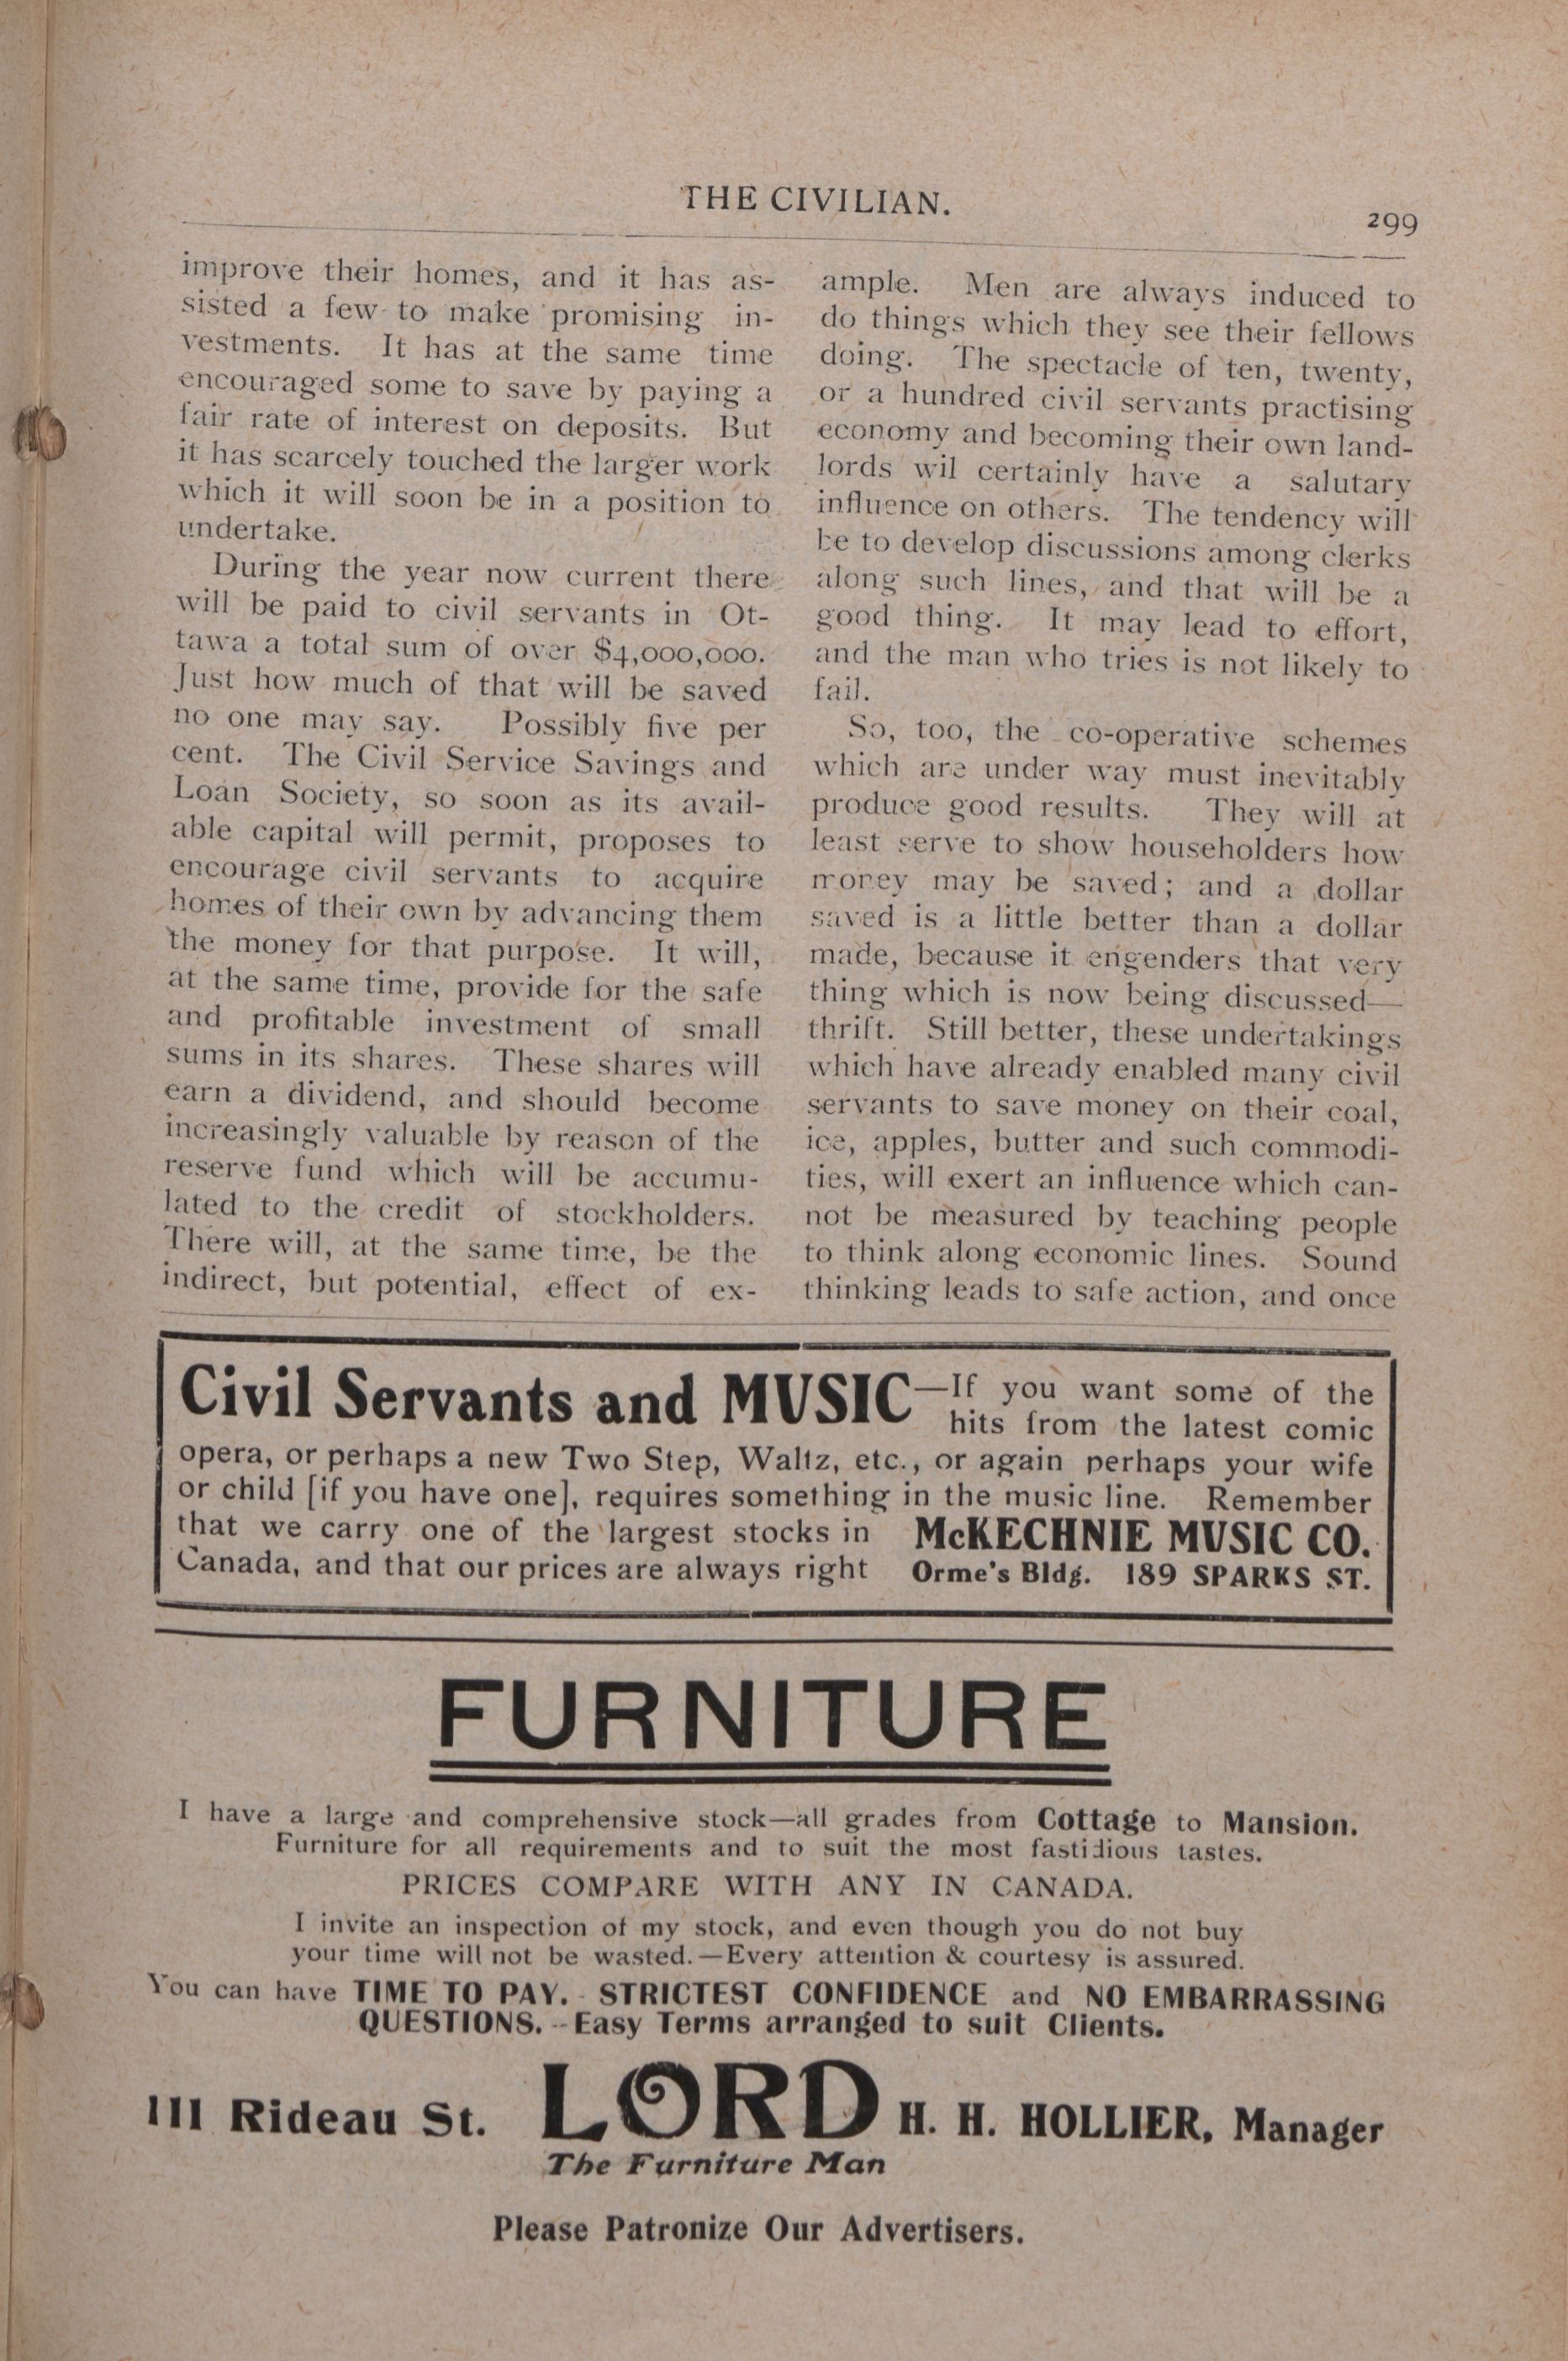 THE CIVILIAN.
299
improve their homes, and it has as-
sisted a few to make promising in-
vestments. It has at the same time
encouraged some to save by paying a
fair rate of interest on deposits. But
it has scarcely touched the larger work
which it will soon be in a position to
undertake.
During the year now current there
will be paid to civil servants in Ot-
tawa a total sum of over $4,000,000.
Just how much of that will be saved
no one may say. Possibly five per
cent. The Civil Service Savings and
Loan Society, so soon as its avail-
able capital will permit, proposes to
encourage civil servants to acquire
homes of their own by advancing them
the money for that purpose. It will,
at the same time, provide for the safe
and profitable investment of small
sums in its shares. These shares will
earn a dividend, and should become
increasingly valuable by reason of the
reserve fund which will be accumu-
lated to the credit of stockholders.
There will, at the same time, be the
indirect, but potential, effect of ex-
ample. Men are always induced to
do things which they see their fellows
doing. The spectacle of ten, twenty,
or a hundred civil servants practising
economy and becoming their own land-
lords wil certainly have a salutary
influence on others. The tendency will
be to develop discussions among clerks
along such lines, and that will be a
good thing. It may lead to effort,
and the man who tries is not likely to
fail.
So, too, the co-operative schemes
which are under way must inevitably
produce good results. They will at
least serve to show householders how
money may be saved; and a dollar
saved is a little better than a dollar
made, because it engenders that very
thing which is now being discussed—
thrift. Still better, these undertakings
which have already enabled many civil
servants to save money on their coal,
ice, apples, butter and such commodi-
ties, will exert an influence which can-
not be measured by teaching people
to think along economic lines. Sound
thinking leads to safe action, and once
Civil Servants and MUSIC—If you want some of the
hits from the latest comic
opera, or perhaps a new Two Step, Waltz, etc., or again perhaps your wife
or child [if you have one], requires something in the music line. Remember
that we carry one of the largest stocks in McKECHNIE MUSIC CO.
Canada, and that our prices are always right Orme's Bldg. 189 SPARKS ST.
FURNITURE
I have a large and comprehensive stock—all grades from Cottage to Mansion.
Furniture for all requirements and to suit the most fastidious tastes.
PRICES COMPARE WITH ANY IN CANADA.
I invite an inspection of my stock, and even though you do not buy
your time will not be wasted.—Every attention & courtesy is assured.
You can have TIME TO PAY. - STRICTEST CONFIDENCE and NO EMBARRASSING
QUESTIONS. -- Easy Terms arranged to suit Clients.
111 Rideau St. LORD H. H. HOLLIER, Manager
The Furniture Man
Please Patronize Our Advertisers.